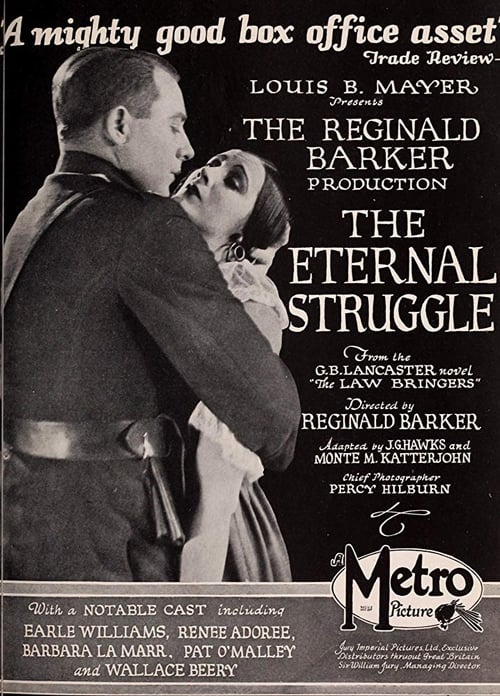 "A mighty good box office asset"
Trade Review-
LOUIS B. MAYER
Presents
THE REGINALD
BARKER
PRODUCTION
THE
ETERNAL
STRUGGLE
From the
G.B.LANCASTER novel
"The LAW BRINGERS"
Directed by
REGINALD BARKER
Adapted by J.G.HAWKS and
MONTE M. KATTERJOHN
Chief Photographer
PERCY HILBURN
A
Metro
Picture
With a NOTABLE CAST including
EARLE WILLIAMS, RENEE ADOREE,
BARBARA LA MARR, PAT O'MALLEY
and WALLACE BEERY
Jury Imperial Pictures, Ltd, Exclusive
Distributors thruout Great Britain
Sir William Jury, Managing Director.